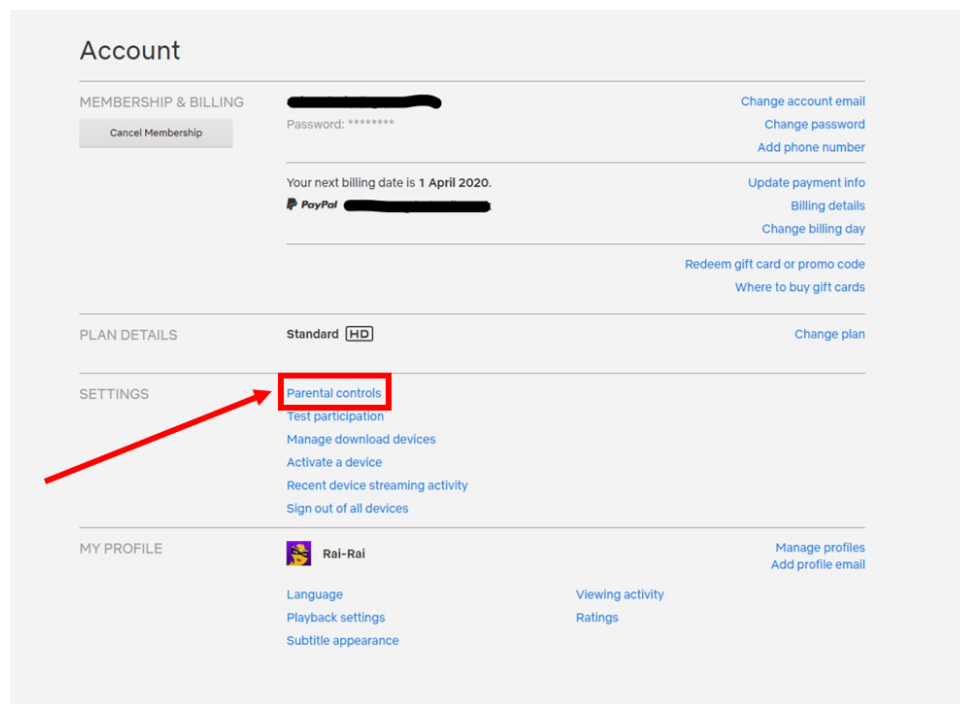 Account
MEMBERSHIP & BILLING
Cancel Membership
Password: ********
Change account email
Change password
Add phone number
Your next billing date is 1 April 2020.
PayPal
Update payment info
Billing details
Change billing day
Redeem gift card or promo code
Where to buy gift cards
PLAN DETAILS
Standard HD
Change plan
SETTINGS
Parental controls
Test participation
Manage download devices
Activate a device
Recent device streaming activity
Sign out of all devices
MY PROFILE
Rai-Rai
Manage profiles
Add profile email
Language
Viewing activity
Playback settings
Ratings
Subtitle appearance